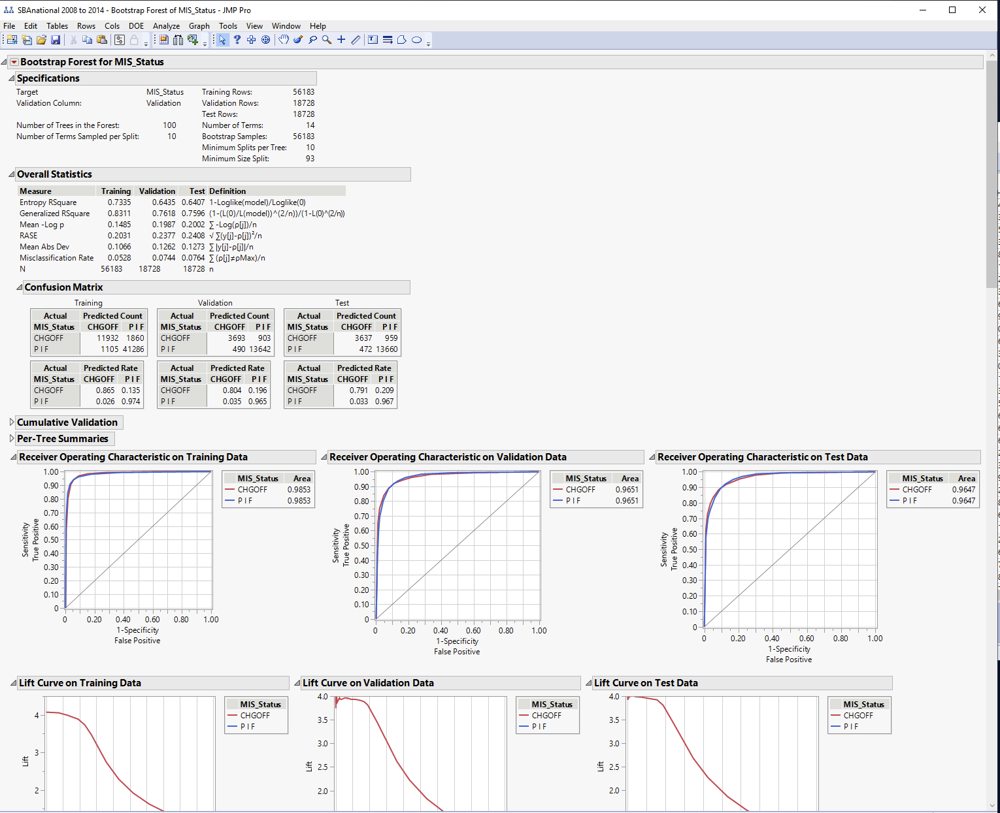 SBAnational 2008 to 2014 - Bootstrap Forest of MIS_Status - JMP Pro
File Edit Tables Rows Cols DOE Analyze Graph Tools View Window Help
Bootstrap Forest for MIS_Status
Specifications
Target MIS_Status Training Rows: 56183
Validation Column: Validation Validation Rows: 18728
Test Rows: 18728
Number of Trees in the Forest: 100 Number of Terms: 14
Number of Terms Sampled per Split: 10 Bootstrap Samples: 56183
Minimum Splits per Tree: 10
Minimum Size Split: 93
Overall Statistics
Measure Training Validation Test Definition
Entropy RSquare 0.7335 0.6435 0.6407 1-Loglike(model)/Loglike(0)
Generalized RSquare 0.8311 0.7618 0.7596 (1-(L(0)/L(model))^(2/n))/(1-L(0)^(2/n))
Mean -Log p 0.1485 0.1987 0.2002 ∑ -Log(ρ[j])/n
RASE 0.2031 0.2377 0.2408 √ ∑(y[j]-ρ[j])²/n
Mean Abs Dev 0.1066 0.1262 0.1273 ∑ |y[j]-ρ[j]|/n
Misclassification Rate 0.0528 0.0744 0.0764 ∑ (ρ[j]≠ρMax)/n
N 56183 18728 18728 n
Confusion Matrix
Training Validation Test
Actual Predicted Count Actual Predicted Count Actual Predicted Count
MIS_Status CHGOFF P I F MIS_Status CHGOFF P I F MIS_Status CHGOFF P I F
CHGOFF 11932 1860 CHGOFF 3693 903 CHGOFF 3637 959
P I F 1105 41286 P I F 490 13642 P I F 472 13660
Actual Predicted Rate Actual Predicted Rate Actual Predicted Rate
MIS_Status CHGOFF P I F MIS_Status CHGOFF P I F MIS_Status CHGOFF P I F
CHGOFF 0.865 0.135 CHGOFF 0.804 0.196 CHGOFF 0.791 0.209
P I F 0.026 0.974 P I F 0.035 0.965 P I F 0.033 0.967
Cumulative Validation
Per-Tree Summaries
Receiver Operating Characteristic on Training Data
1.00
0.90
0.80
0.70
0.60
0.50
0.40
0.30
0.20
0.10
0
Sensitivity
True Positive
0 0.20 0.40 0.60 0.80 1.00
1-Specificity
False Positive
MIS_Status Area
CHGOFF 0.9853
P I F 0.9853
Receiver Operating Characteristic on Validation Data
1.00
0.90
0.80
0.70
0.60
0.50
0.40
0.30
0.20
0.10
0
Sensitivity
True Positive
0 0.20 0.40 0.60 0.80 1.00
1-Specificity
False Positive
MIS_Status Area
CHGOFF 0.9651
P I F 0.9651
Receiver Operating Characteristic on Test Data
1.00
0.90
0.80
0.70
0.60
0.50
0.40
0.30
0.20
0.10
0
Sensitivity
True Positive
0 0.20 0.40 0.60 0.80 1.00
1-Specificity
False Positive
MIS_Status Area
CHGOFF 0.9647
P I F 0.9647
Lift Curve on Training Data
4
3
2
Lift
MIS_Status
CHGOFF
P I F
Lift Curve on Validation Data
4.0
3.5
3.0
2.5
2.0
Lift
MIS_Status
CHGOFF
P I F
Lift Curve on Test Data
4.0
3.5
3.0
2.5
2.0
Lift
MIS_Status
CHGOFF
P I F